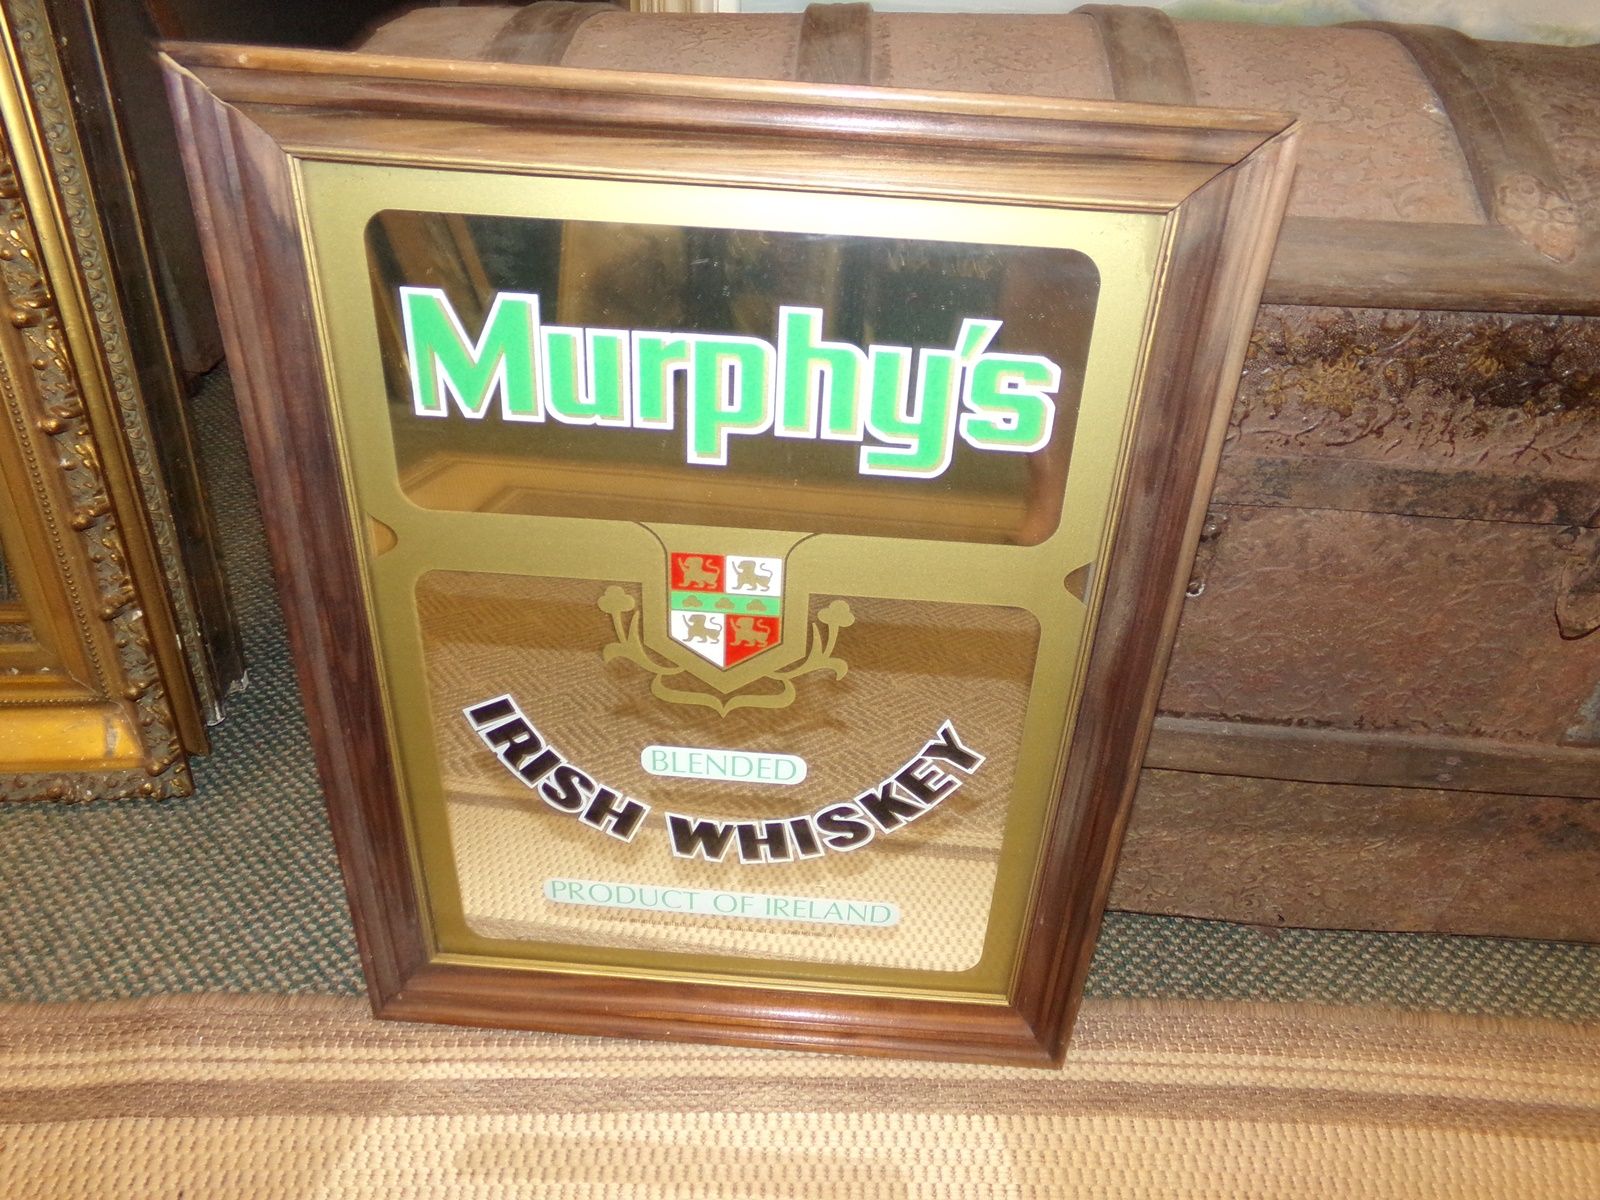 Murphy's
BLENDED
IRISH WHISKEY
PRODUCT OF IRELAND